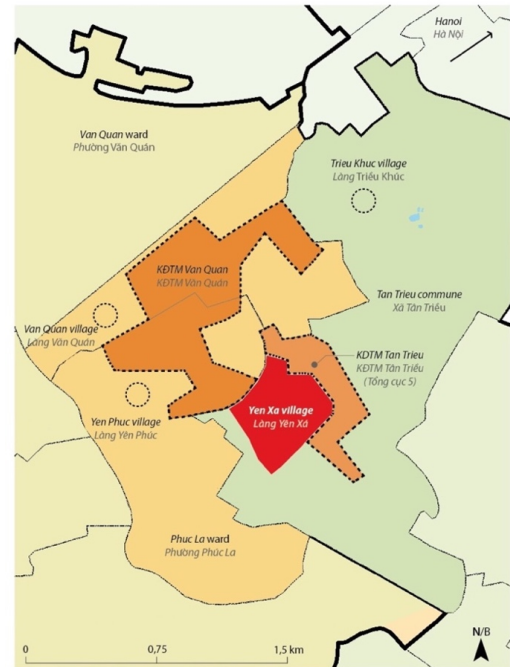 Hanoi
Hà Nội
Van Quan ward
Phường Văn Quán
Trieu Khuc village
Làng Triều Khúc
KĐTM Van Quan
KĐTM Văn Quán
Tan Trieu commune
Xã Tân Triều
Van Quan village
Làng Văn Quán
KDTM Tan Trieu
KĐTM Tân Triều
(Tổng cục 5)
Yen Phuc village
Làng Yên Phúc
Yen Xa village
Làng Yên Xá
Phuc La ward
Phường Phúc La
N/B
0
0,75
1,5 km